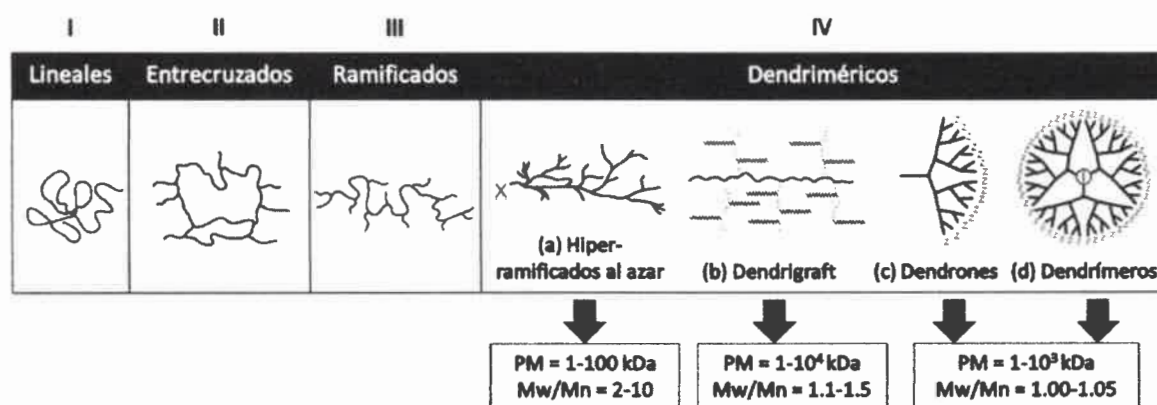 I II III IV
Lineales Entrecruzados Ramificados Dendriméricos
X
(a) Hiper-
ramificados al azar
(b) Dendrigraft
(c) Dendrones
(d) Dendrímeros
PM = 1-100 kDa
Mw/Mn = 2-10
PM = 1-10⁴ kDa
Mw/Mn = 1.1-1.5
PM = 1-10³ kDa
Mw/Mn = 1.00-1.05